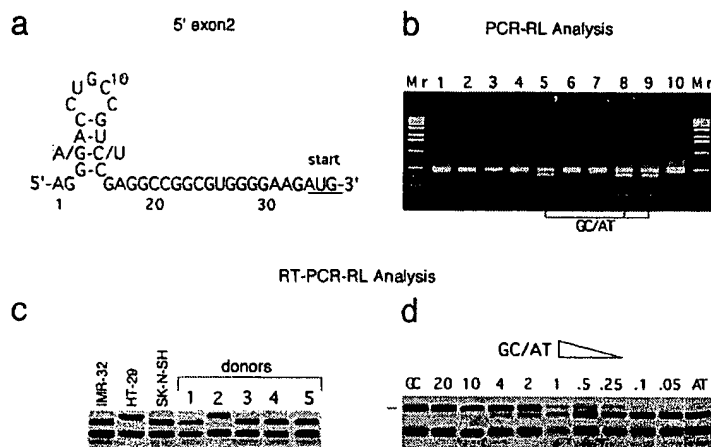 a
5' exon2
U G C C 10
C C
C G
A - U
A/G - C/U
G - C
5'-AG GAGGCCGGCGUGGGGAAGAUG-3'
start
1 20 30
b
PCR-RL Analysis
Mr 1 2 3 4 5 6 7 8 9 10 Mr
GC/AT
RT-PCR-RL Analysis
c
IMR-32 HT-29 SK-N-SH
donors
1 2 3 4 5
d
GC/AT
GC 20 10 4 2 1 .5 .25 .1 .05 AT